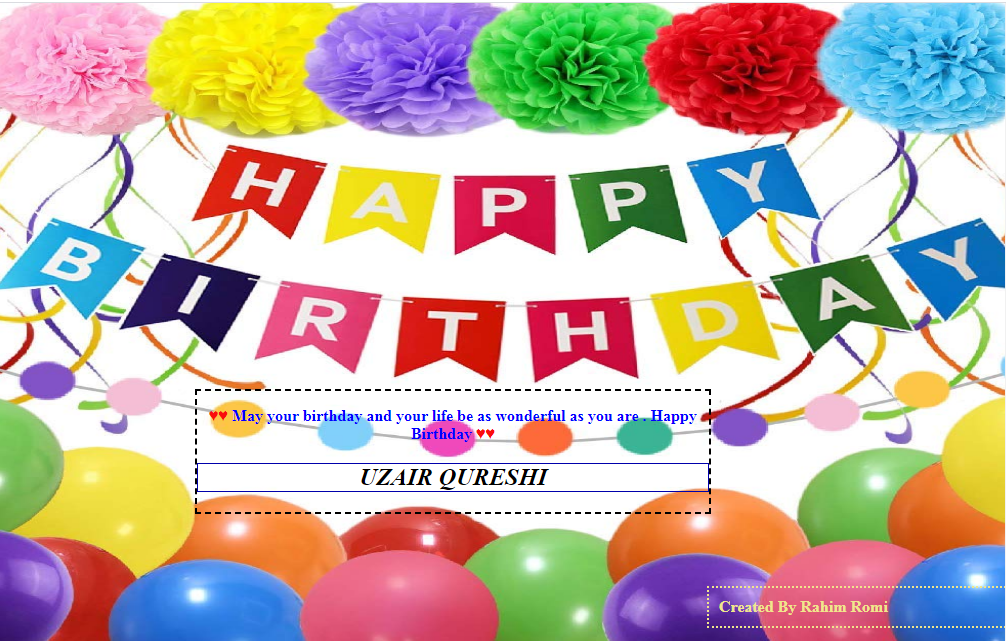 HAPPY
BIRTHDAY
♥♥ May your birthday and your life be as wonderful as you are . Happy
Birthday ♥♥
UZAIR QURESHI
Created By Rahim Romi